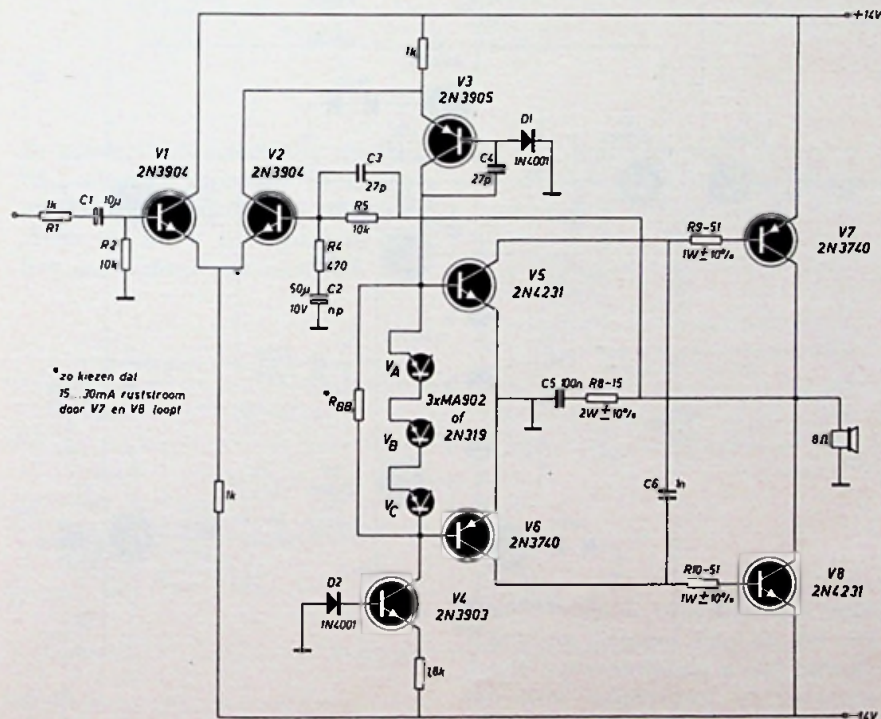 +14V
1k
V3
2N3905
D1
1N4001
C4
27p
V1
2N3904
V2
2N3904
C3
27p
R5
10k
1k
R1
C1 10µ
R2
10k
R4
470
50µ C2
10V np
R9-51
1W ± 10%
V7
2N3740
V5
2N4231
*zo kiezen dat
15...30mA ruststroom
door V7 en V8 loopt
*
*RBB
VA
3xMA902
of
2N319
VB
VC
C5 100n R8-15
2W ± 10%
8Ω
C6 1n
1k
V6
2N3740
R10-51
1W ± 10%
V8
2N4231
D2
1N4001
V4
2N3903
1,8k
-14V